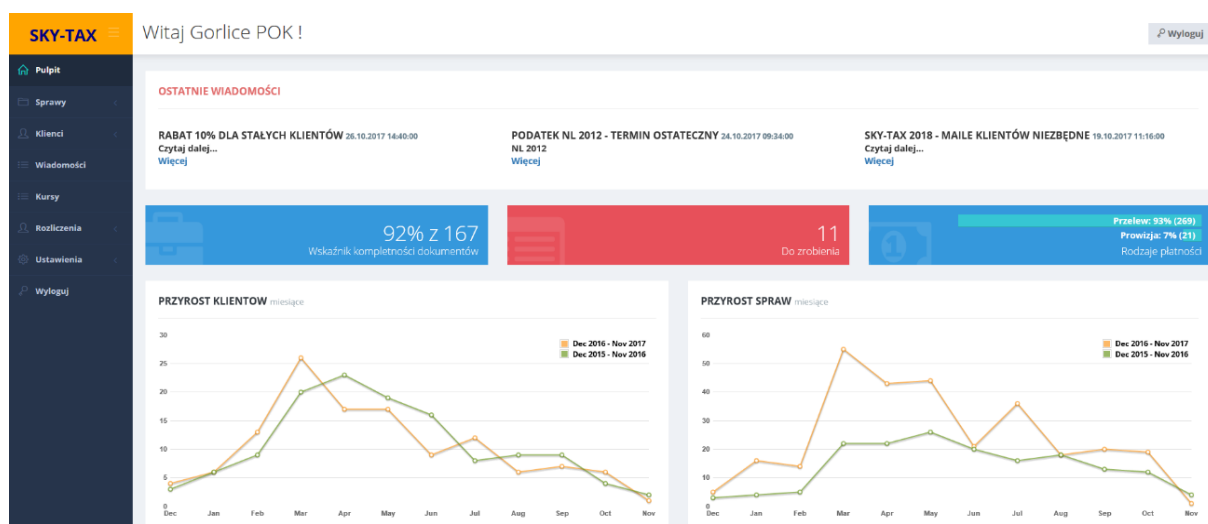 SKY-TAX
Witaj Gorlice POK !
Wyloguj
Pulpit
Sprawy
Klienci
Wiadomości
Kursy
Rozliczenia
Ustawienia
Wyloguj
OSTATNIE WIADOMOŚCI
RABAT 10% DLA STAŁYCH KLIENTÓW 26.10.2017 14:40:00
Czytaj dalej...
Więcej
PODATEK NL 2012 - TERMIN OSTATECZNY 24.10.2017 09:34:00
NL 2012
Więcej
SKY-TAX 2018 - MAILE KLIENTÓW NIEZBĘDNE 19.10.2017 11:16:00
Czytaj dalej...
Więcej
92% z 167
Wskaźnik kompletności dokumentów
11
Do zrobienia
Przelew: 93% (269)
Prowizja: 7% (21)
Rodzaje płatności
PRZYROST KLIENTOW miesiące
30
25
20
15
10
5
0
Dec 2016 - Nov 2017
Dec 2015 - Nov 2016
Dec Jan Feb Mar Apr May Jun Jul Aug Sep Oct Nov
PRZYROST SPRAW miesiące
60
50
40
30
20
10
0
Dec 2016 - Nov 2017
Dec 2015 - Nov 2016
Dec Jan Feb Mar Apr May Jun Jul Aug Sep Oct Nov